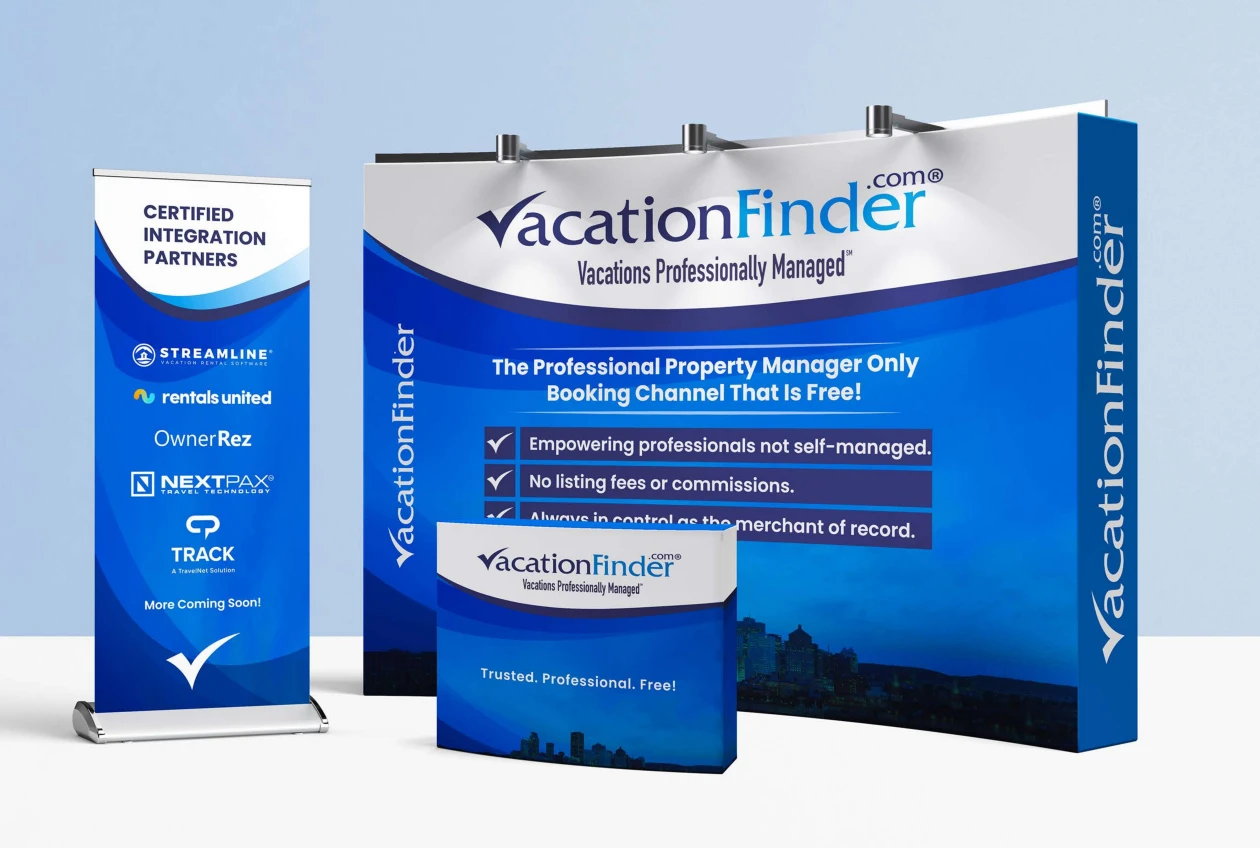 CERTIFIED
INTEGRATION
PARTNERS
STREAMLINE®
VACATION RENTAL SOFTWARE
rentals united
OwnerRez
NEXTPAX®
TRAVEL TECHNOLOGY
TRACK
A TravelNet Solution
More Coming Soon!
VacationFinder.com®
Vacations Professionally Managed℠
The Professional Property Manager Only
Booking Channel That Is Free!
Empowering professionals not self-managed.
No listing fees or commissions.
Always in control as the merchant of record.
VacationFinder
VacationFinder.com®
Vacations Professionally Managed℠
Trusted. Professional. Free!
VacationFinder.com®